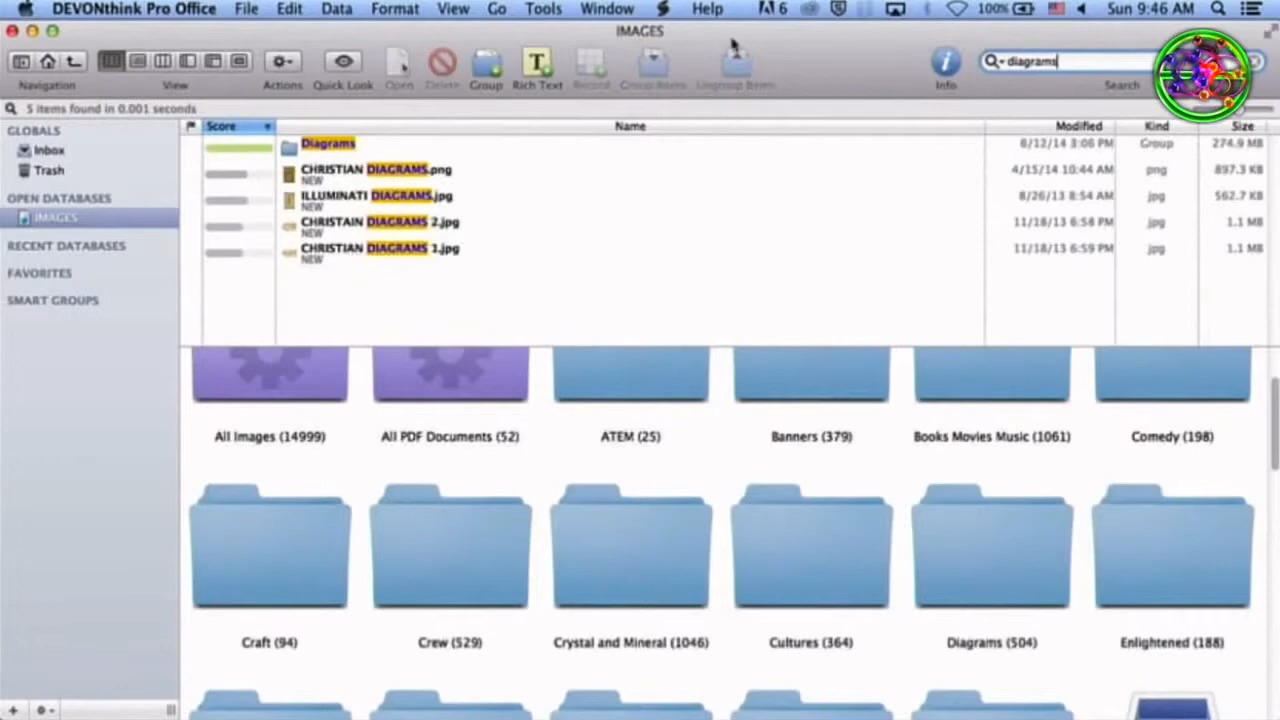 DEVONthink Pro Office File Edit Data Format View Go Tools Window Help 6 100% Sun 9:46 AM
IMAGES
diagrams
Navigation View Actions Quick Look Open Delete Group Rich Text Record Group Items Ungroup Items Info Search
5 items found in 0.001 seconds
GLOBALS Score Name Modified Kind Size
Inbox
Trash
OPEN DATABASES
IMAGES
RECENT DATABASES
FAVORITES
SMART GROUPS
Diagrams 8/12/14 3:06 PM Group 274.9 MB
CHRISTIAN DIAGRAMS.png 4/15/14 10:44 AM png 897.3 KB
NEW
ILLUMINATI DIAGRAMS.jpg 8/26/13 8:54 AM jpg 562.7 KB
NEW
CHRISTAIN DIAGRAMS 2.jpg 11/18/13 6:58 PM jpg 1.1 MB
NEW
CHRISTIAN DIAGRAMS 1.jpg 11/18/13 6:59 PM jpg 1.1 MB
NEW
All Images (14999) All PDF Documents (52) ATEM (25) Banners (379) Books Movies Music (1061) Comedy (198)
Craft (94) Crew (529) Crystal and Mineral (1046) Cultures (364) Diagrams (504) Enlightened (188)